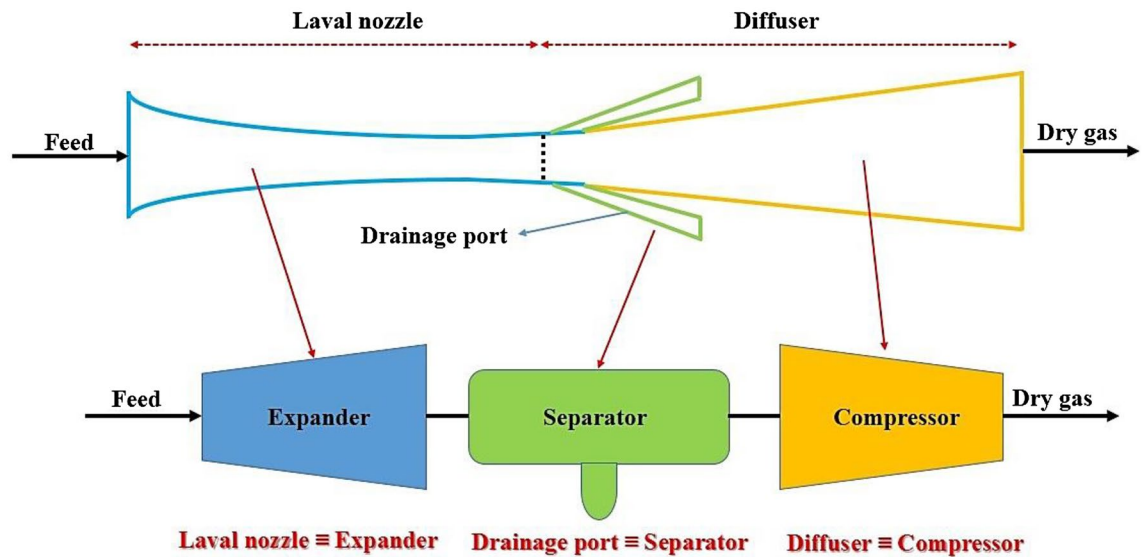 Laval nozzle
Diffuser
Feed
Dry gas
Drainage port
Feed
Expander
Separator
Compressor
Dry gas
Laval nozzle ≡ Expander
Drainage port ≡ Separator
Diffuser ≡ Compressor